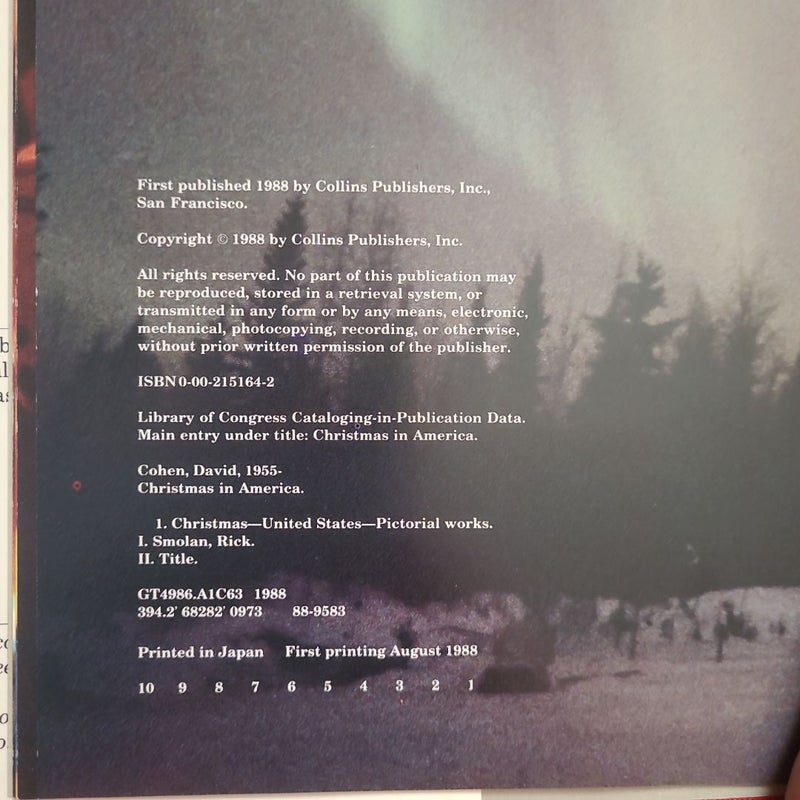 First published 1988 by Collins Publishers, Inc.,
San Francisco.
Copyright © 1988 by Collins Publishers, Inc.
All rights reserved. No part of this publication may
be reproduced, stored in a retrieval system, or
transmitted in any form or by any means, electronic,
mechanical, photocopying, recording, or otherwise,
without prior written permission of the publisher.
ISBN 0-00-215164-2
Library of Congress Cataloging-in-Publication Data.
Main entry under title: Christmas in America.
Cohen, David, 1955-
Christmas in America.
1. Christmas—United States—Pictorial works.
I. Smolan, Rick.
II. Title.
GT4986.A1C63 1988
394.2' 68282' 0973 88-9583
Printed in Japan First printing August 1988
10 9 8 7 6 5 4 3 2 1